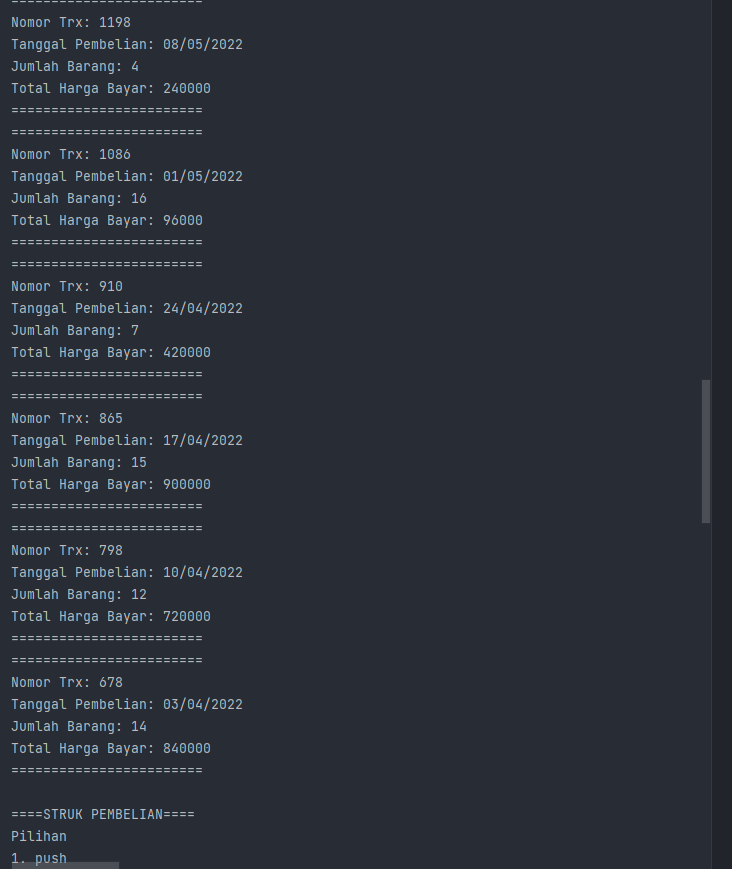 ========================
Nomor Trx: 1198
Tanggal Pembelian: 08/05/2022
Jumlah Barang: 4
Total Harga Bayar: 240000
========================
========================
Nomor Trx: 1086
Tanggal Pembelian: 01/05/2022
Jumlah Barang: 16
Total Harga Bayar: 96000
========================
========================
Nomor Trx: 910
Tanggal Pembelian: 24/04/2022
Jumlah Barang: 7
Total Harga Bayar: 420000
========================
========================
Nomor Trx: 865
Tanggal Pembelian: 17/04/2022
Jumlah Barang: 15
Total Harga Bayar: 900000
========================
========================
Nomor Trx: 798
Tanggal Pembelian: 10/04/2022
Jumlah Barang: 12
Total Harga Bayar: 720000
========================
========================
Nomor Trx: 678
Tanggal Pembelian: 03/04/2022
Jumlah Barang: 14
Total Harga Bayar: 840000
========================
====STRUK PEMBELIAN====
Pilihan
1. push